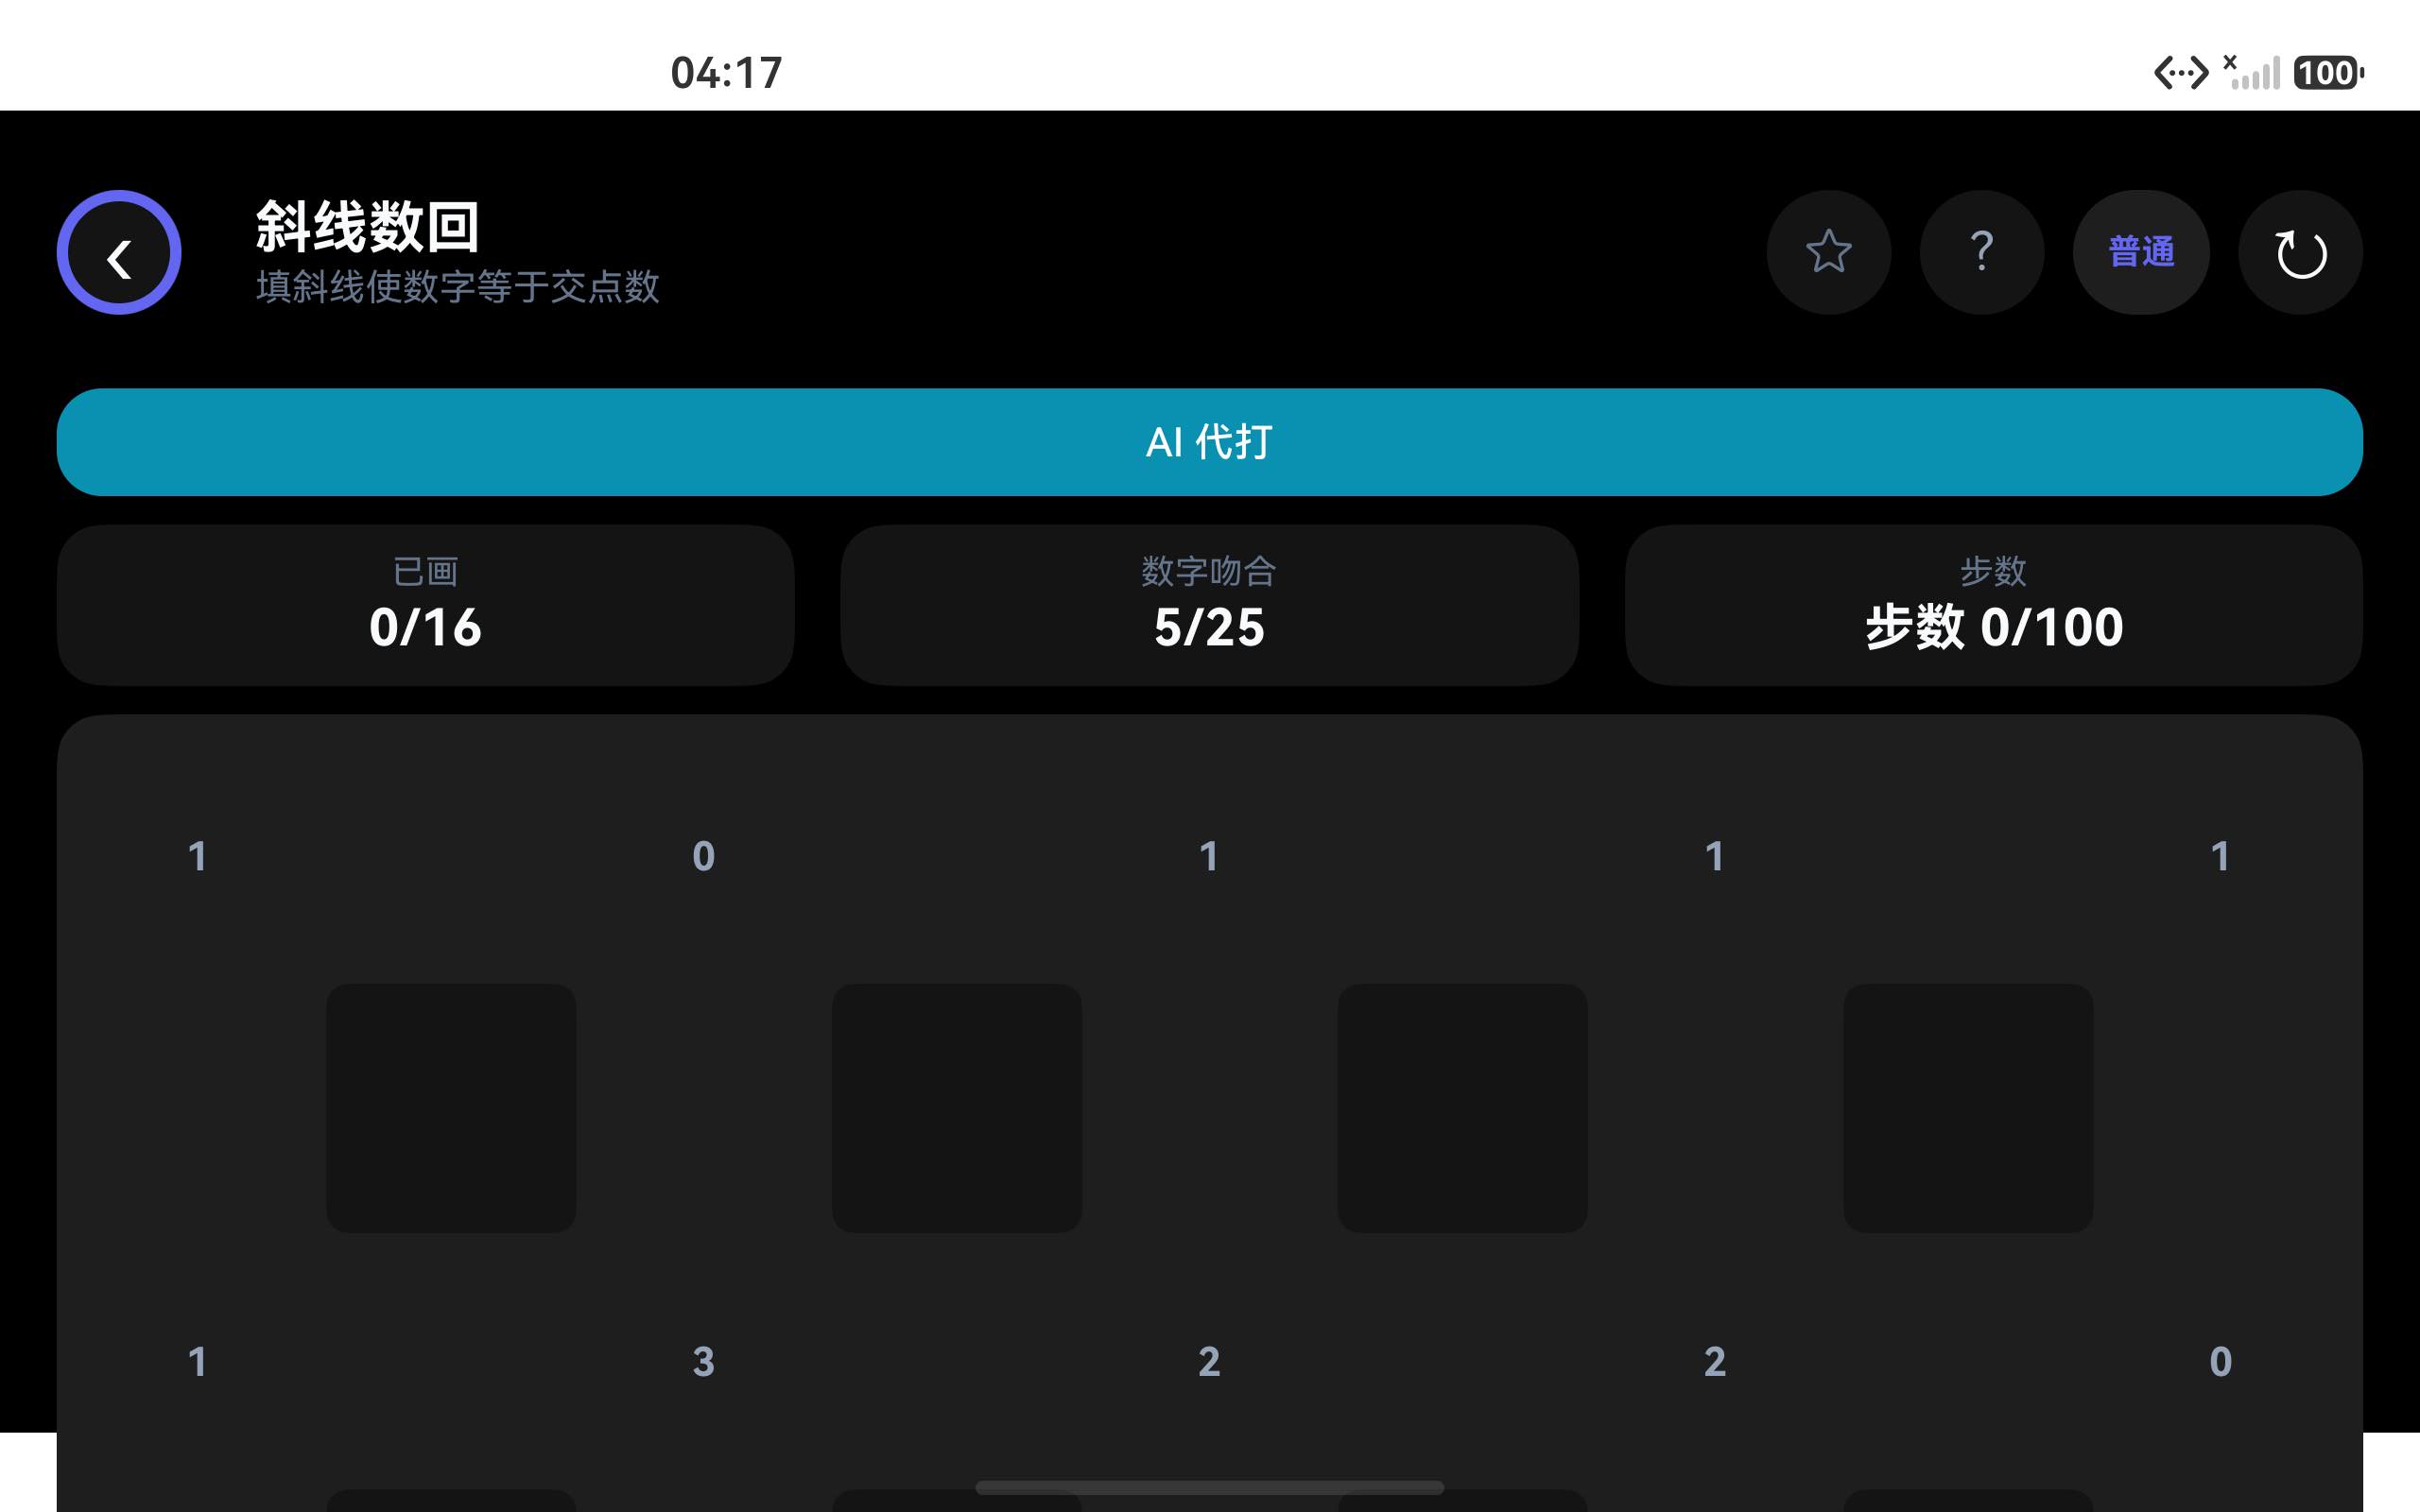 04:17
100
斜线数回
填斜线使数字等于交点数
?
普通
AI 代打
已画
0/16
数字吻合
5/25
步数
步数 0/100
1 0 1 1 1
1 3 2 2 0